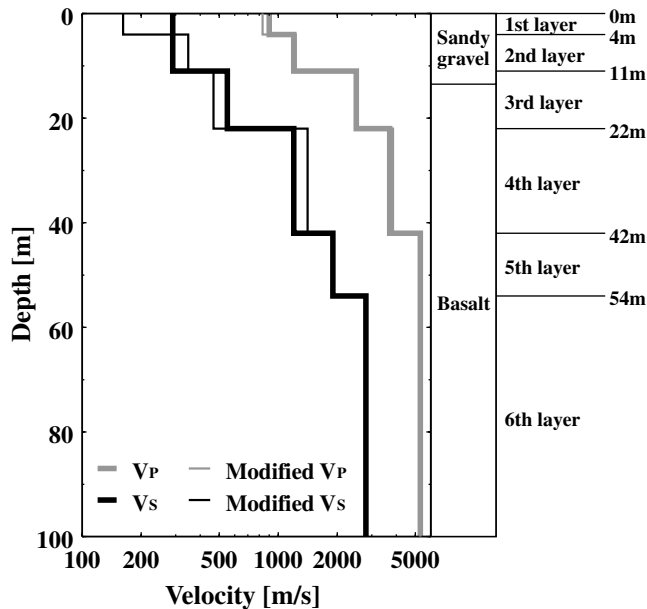 0
20
40
60
80
100
Depth [m]
100 200 500 1000 2000 5000
Velocity [m/s]
VP
Modified VP
VS
Modified VS
Sandy
gravel
Basalt
1st layer
2nd layer
3rd layer
4th layer
5th layer
6th layer
0m
4m
11m
22m
42m
54m